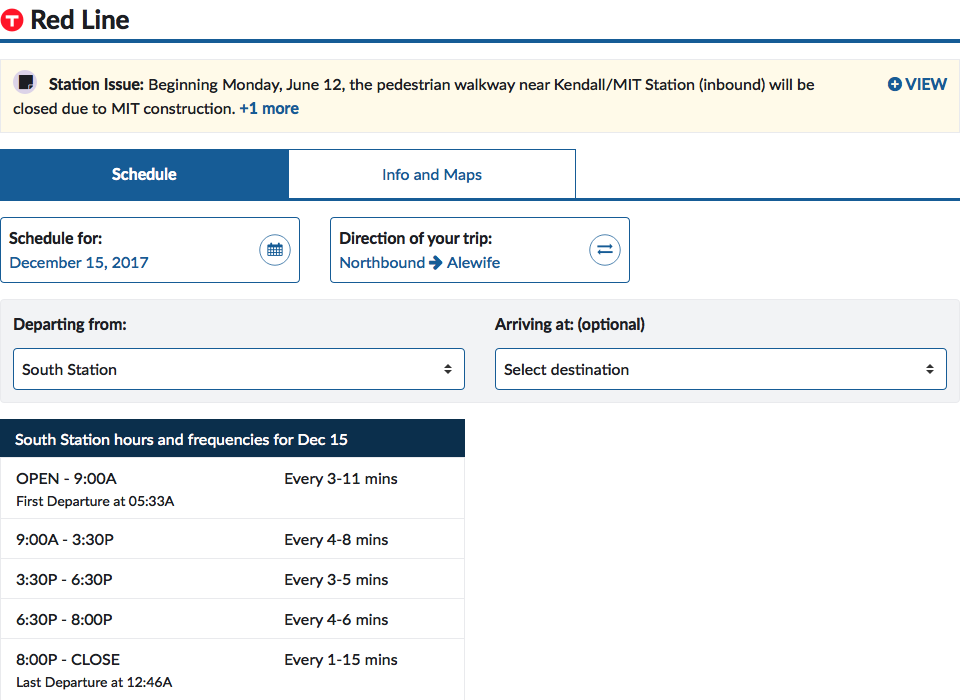 T Red Line
Station Issue: Beginning Monday, June 12, the pedestrian walkway near Kendall/MIT Station (inbound) will be
closed due to MIT construction. +1 more
VIEW
Schedule
Info and Maps
Schedule for:
December 15, 2017
Direction of your trip:
Northbound → Alewife
Departing from:
South Station
Arriving at: (optional)
Select destination
South Station hours and frequencies for Dec 15
OPEN - 9:00A Every 3-11 mins
First Departure at 05:33A
9:00A - 3:30P Every 4-8 mins
3:30P - 6:30P Every 3-5 mins
6:30P - 8:00P Every 4-6 mins
8:00P - CLOSE Every 1-15 mins
Last Departure at 12:46A